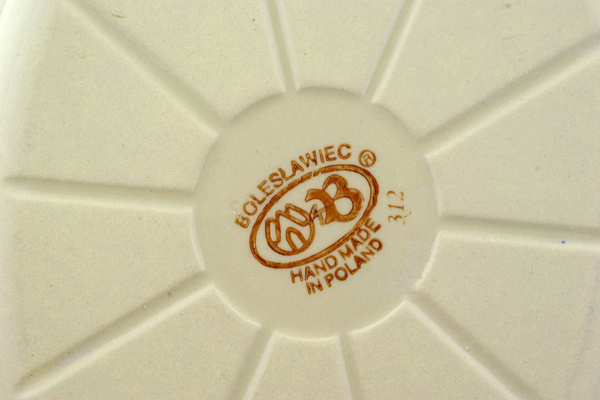 BOLESŁAWIEC ®
HAND MADE
IN POLAND
312